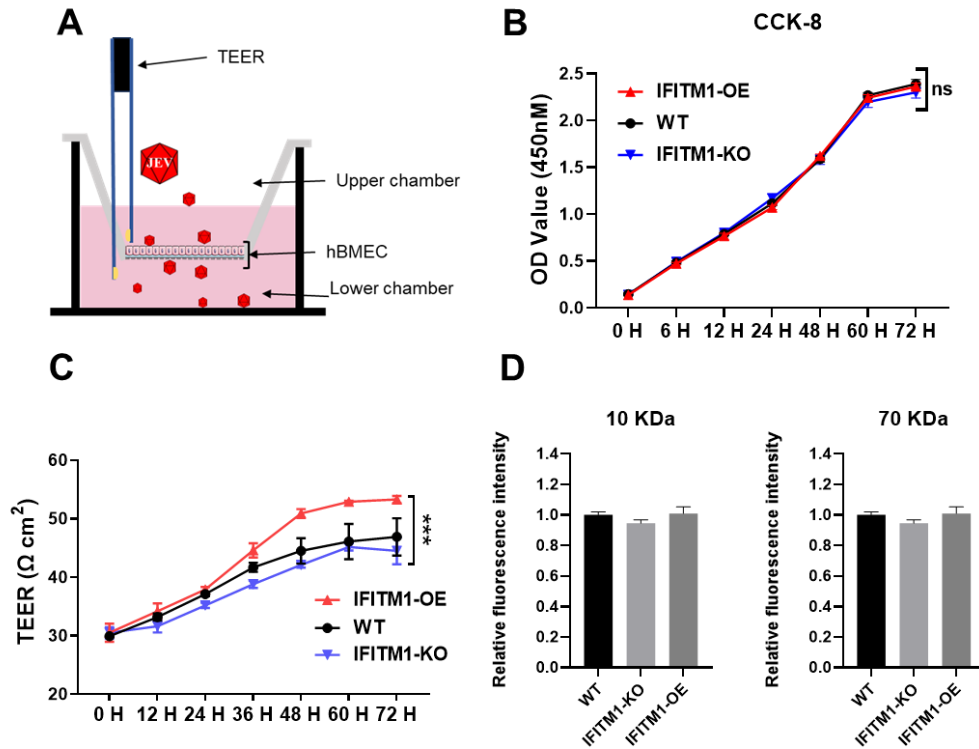 A
TEER
JEV
Upper chamber
hBMEC
Lower chamber
B
CCK-8
OD Value (450nM)
2.5
2.0
1.5
1.0
0.5
0.0
IFITM1-OE
WT
IFITM1-KO
ns
0 H 6 H 12 H 24 H 48 H 60 H 72 H
C
TEER (Ω cm²)
60
50
40
30
20
***
IFITM1-OE
WT
IFITM1-KO
0 H 12 H 24 H 36 H 48 H 60 H 72 H
D
10 KDa
Relative fluorescence intensity
1.4
1.2
1.0
0.8
0.6
0.4
0.2
0.0
WT
IFITM1-KO
IFITM1-OE
70 KDa
Relative fluorescence intensity
1.4
1.2
1.0
0.8
0.6
0.4
0.2
0.0
WT
IFITM1-KO
IFITM1-OE